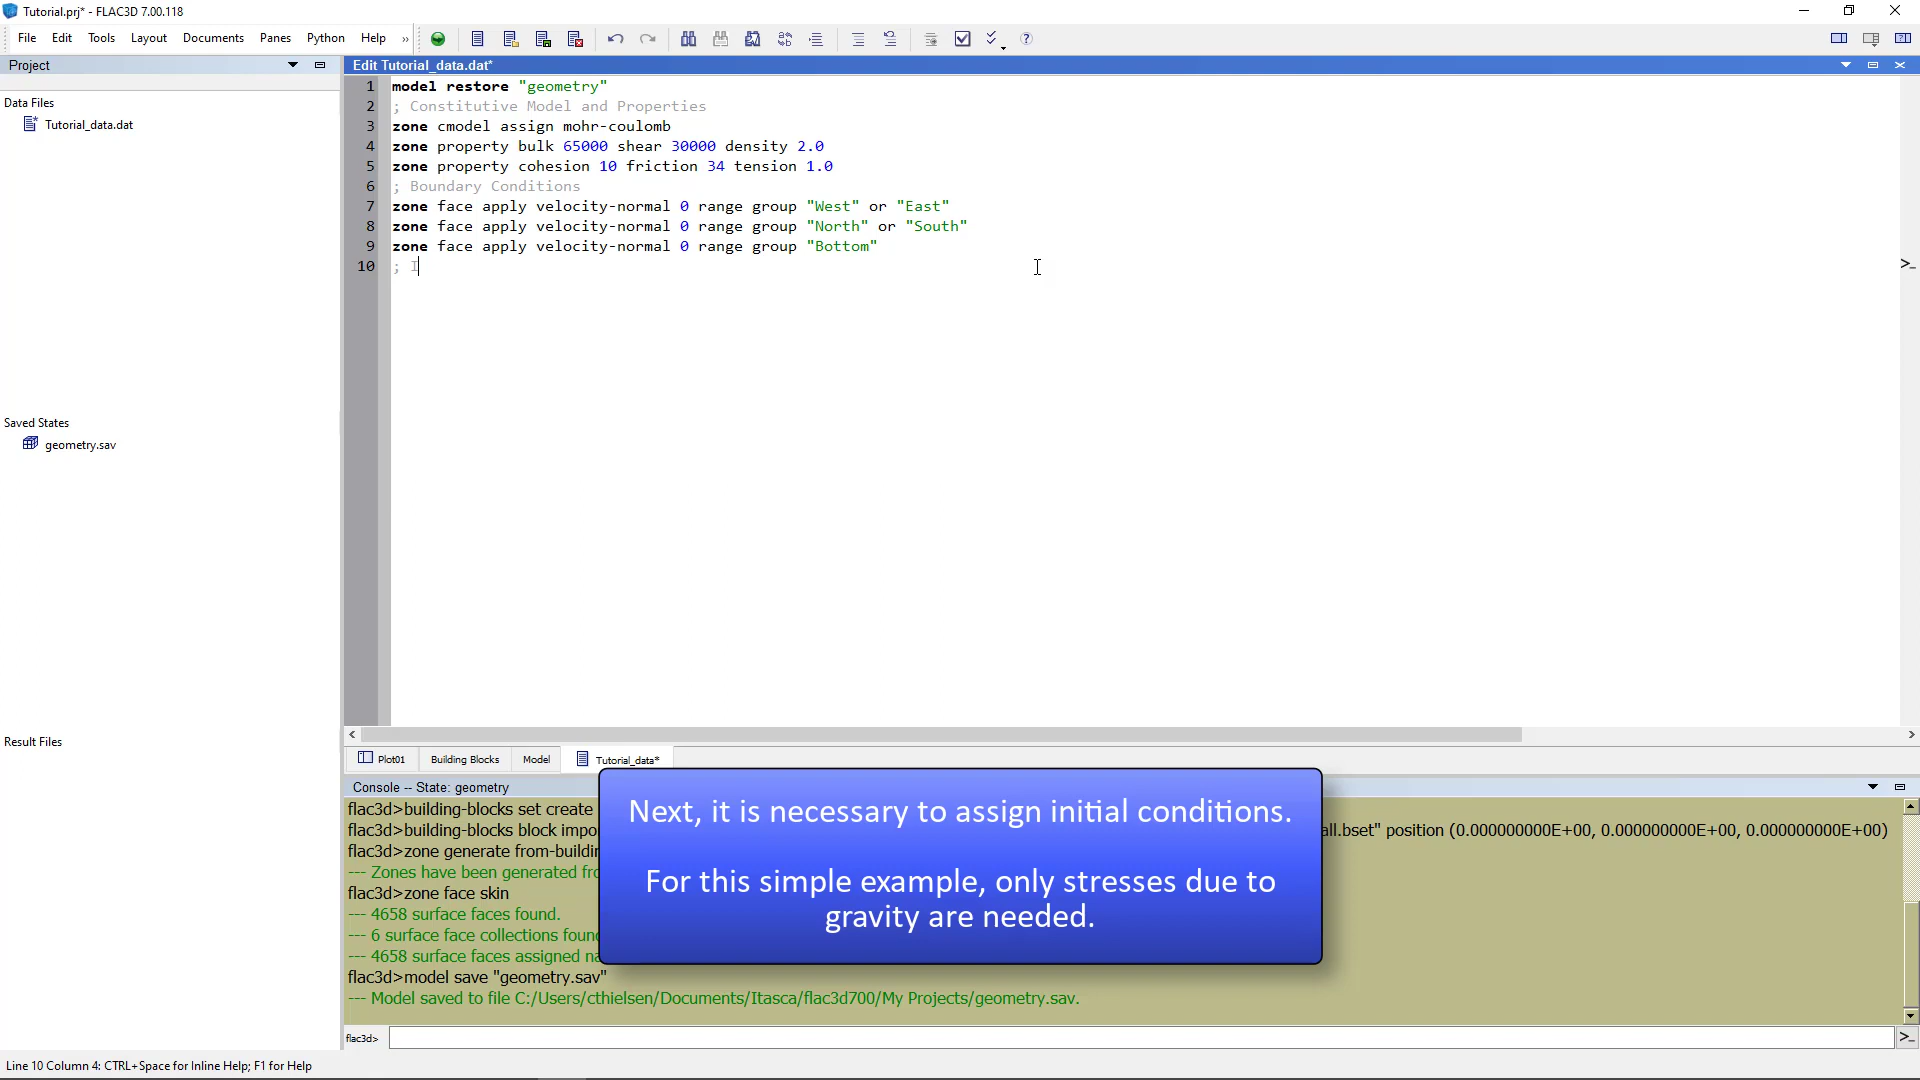 Tutorial.prj* - FLAC3D 7.00.118
File Edit Tools Layout Documents Panes Python Help »
Project
Data Files
Tutorial_data.dat
Saved States
geometry.sav
Result Files
Edit Tutorial_data.dat*
1 model restore "geometry"
2 ; Constitutive Model and Properties
3 zone cmodel assign mohr-coulomb
4 zone property bulk 65000 shear 30000 density 2.0
5 zone property cohesion 10 friction 34 tension 1.0
6 ; Boundary Conditions
7 zone face apply velocity-normal 0 range group "West" or "East"
8 zone face apply velocity-normal 0 range group "North" or "South"
9 zone face apply velocity-normal 0 range group "Bottom"
10 ; I
Plot01 Building Blocks Model Tutorial_data*
Console -- State: geometry
flac3d>building-blocks set create
flac3d>building-blocks block impo all.bset" position (0.000000000E+00, 0.000000000E+00, 0.000000000E+00)
flac3d>zone generate from-buildin
--- Zones have been generated fro
flac3d>zone face skin
--- 4658 surface faces found.
--- 6 surface face collections foun
--- 4658 surface faces assigned na
flac3d>model save "geometry.sav"
--- Model saved to file C:/Users/cthielsen/Documents/Itasca/flac3d700/My Projects/geometry.sav.
Next, it is necessary to assign initial conditions.
For this simple example, only stresses due to
gravity are needed.
flac3d>
Line 10 Column 4: CTRL+Space for Inline Help; F1 for Help